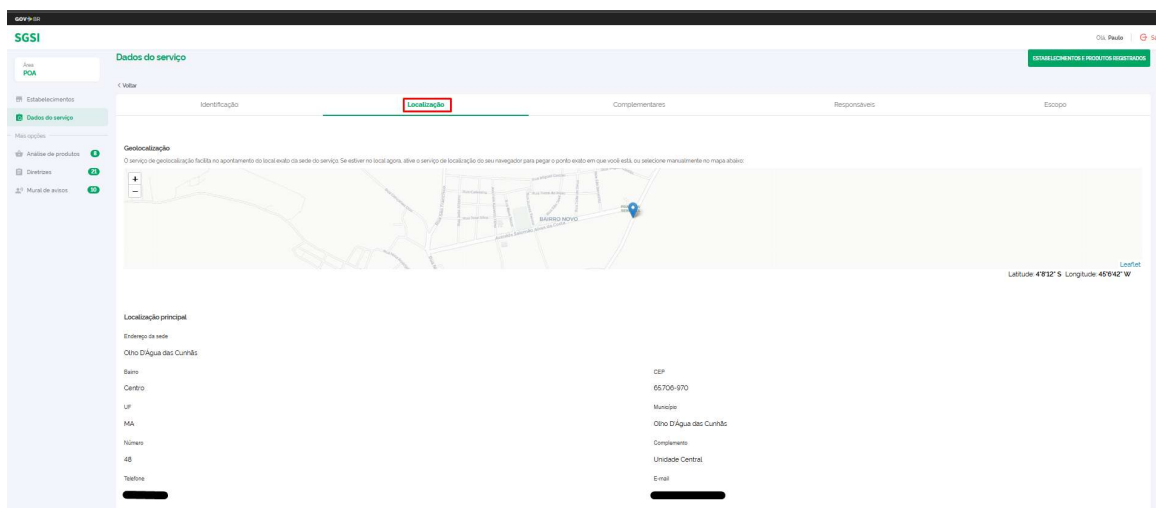 GOV BR
SGSI
Olá, Paulo
Área
POA
Dados do serviço
ESTABELECIMENTOS E PRODUTOS REGISTRADOS
< Voltar
Estabelecimentos
Dados do serviço
Meu opções
Análise de produtos 8
Diretrizes 21
Mural de avisos 10
Identificação Localização Complementares Responsáveis Escopo
Geolocalização
O serviço de geolocalização facilita no apontamento do local exato da sede do serviço. Se estiver no local agora, ative o serviço de localização do seu navegador para pegar o ponto exato em que você está, ou selecione manualmente no mapa abaixo:
+
−
BAIRRO NOVO
Leaflet
Latitude: 4°8'12" S Longitude: 45°6'42" W
Localização principal
Endereço da sede
Olho D'Água das Cunhãs
Bairro CEP
Centro 65706-970
UF Município
MA Olho D'Água das Cunhãs
Número Complemento
48 Unidade Central
Telefone E-mail